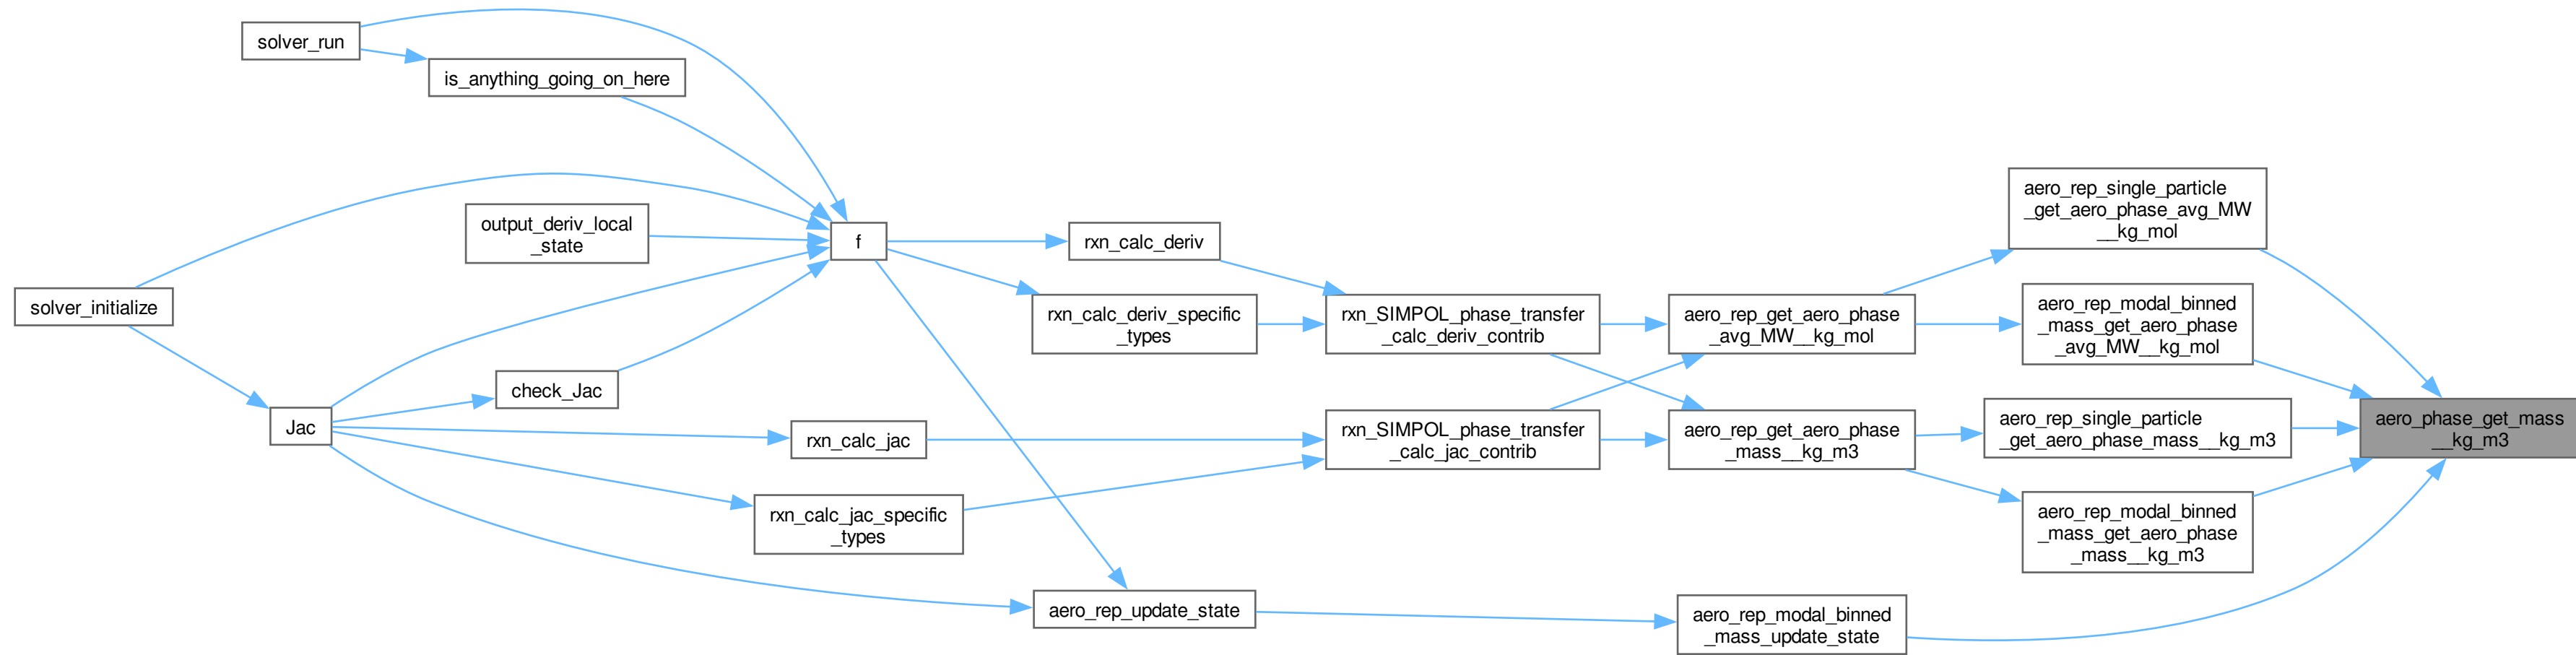 solver_run
is_anything_going_on_here
solver_initialize
output_deriv_local
_state
f
Jac
check_Jac
rxn_calc_deriv
rxn_calc_deriv_specific
_types
rxn_calc_jac
rxn_calc_jac_specific
_types
aero_rep_update_state
rxn_SIMPOL_phase_transfer
_calc_deriv_contrib
rxn_SIMPOL_phase_transfer
_calc_jac_contrib
aero_rep_get_aero_phase
_avg_MW__kg_mol
aero_rep_get_aero_phase
_mass__kg_m3
aero_rep_modal_binned
_mass_update_state
aero_rep_single_particle
_get_aero_phase_avg_MW
__kg_mol
aero_rep_modal_binned
_mass_get_aero_phase
_avg_MW__kg_mol
aero_rep_single_particle
_get_aero_phase_mass__kg_m3
aero_rep_modal_binned
_mass_get_aero_phase
_mass__kg_m3
aero_phase_get_mass
__kg_m3